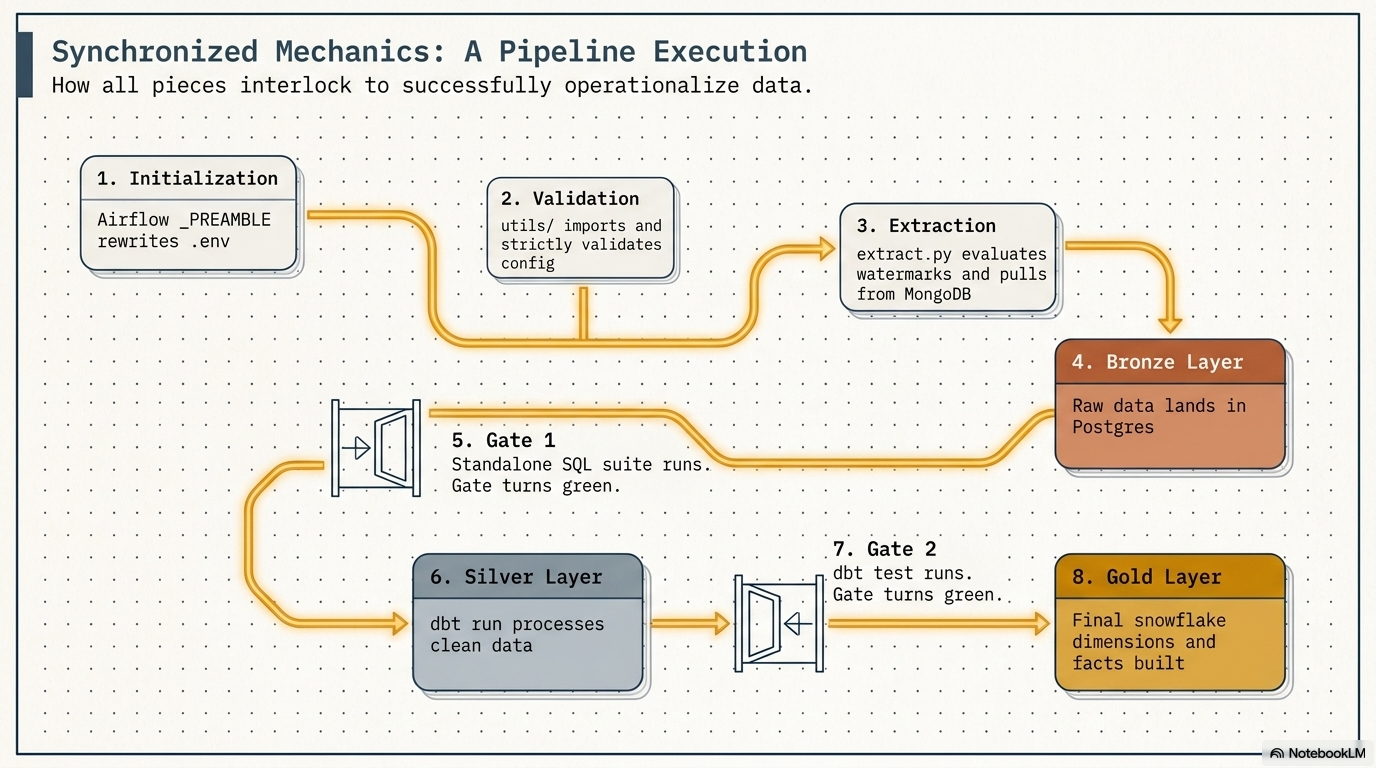 Synchronized Mechanics: A Pipeline Execution
How all pieces interlock to successfully operationalize data.
1. Initialization
Airflow _PREAMBLE
rewrites .env
2. Validation
utils/ imports and
strictly validates
config
3. Extraction
extract.py evaluates
watermarks and pulls
from MongoDB
4. Bronze Layer
Raw data lands in
Postgres
5. Gate 1
Standalone SQL suite runs.
Gate turns green.
6. Silver Layer
dbt run processes
clean data
7. Gate 2
dbt test runs.
Gate turns green.
8. Gold Layer
Final snowflake
dimensions and
facts built
NotebookLM